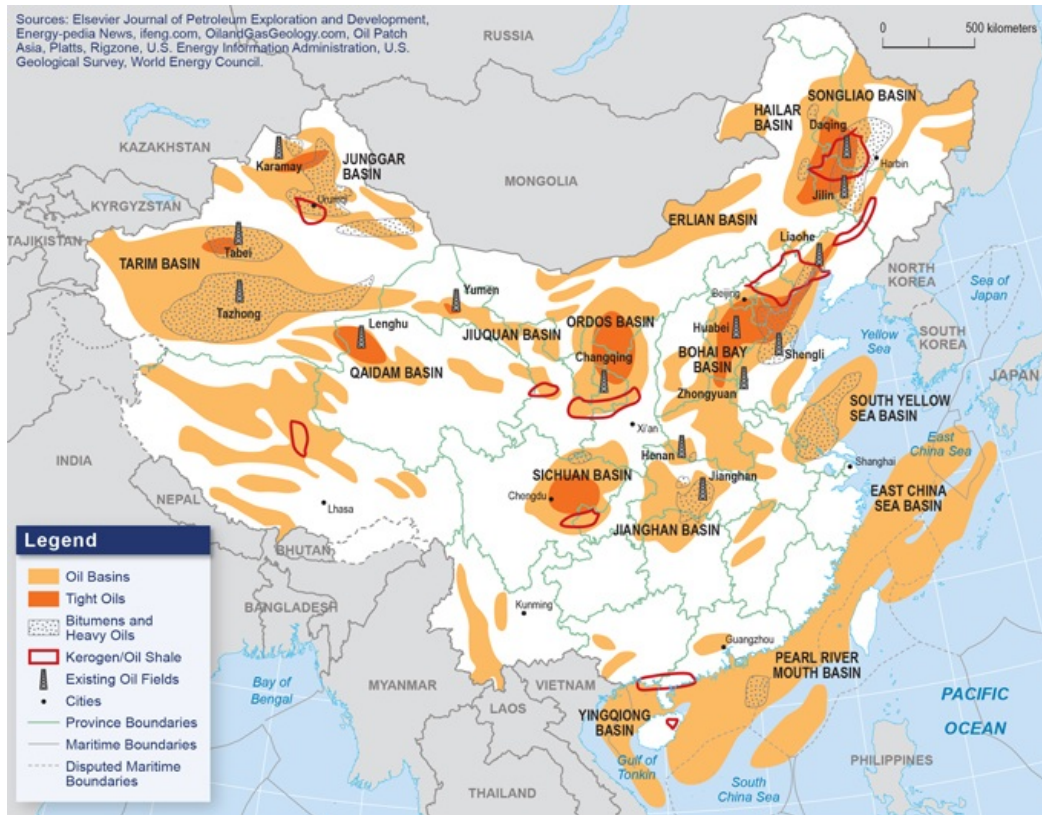 Sources: Elsevier Journal of Petroleum Exploration and Development,
Energy-pedia News, ifeng.com, OilandGasGeology.com, Oil Patch
Asia, Platts, Rigzone, U.S. Energy Information Administration, U.S.
Geological Survey, World Energy Council.
RUSSIA
0 500 kilometers
KAZAKHSTAN
KYRGYZSTAN
TAJIKISTAN
MONGOLIA
SONGLIAO BASIN
HAILAR
BASIN
Daqing
Harbin
Jilin
Karamay
JUNGGAR
BASIN
Urumqi
ERLIAN BASIN
Liaohe
TARIM BASIN
Tabei
Tazhong
Yumen
Lenghu
JIUQUAN BASIN
QAIDAM BASIN
ORDOS BASIN
Changqing
Beijing
Huabei
BOHAI BAY
BASIN
Shengli
Zhongyuan
NORTH
KOREA
SOUTH
KOREA
Sea of
Japan
JAPAN
Yellow
Sea
SOUTH YELLOW
SEA BASIN
East
China Sea
Xi'an
Henan
SICHUAN BASIN
Chengdu
Jianghan
JIANGHAN BASIN
Shanghai
EAST CHINA
SEA BASIN
INDIA
NEPAL
Lhasa
BHUTAN
BANGLADESH
Bay of
Bengal
MYANMAR
Kunming
LAOS
VIETNAM
THAILAND
Guangzhou
PEARL RIVER
MOUTH BASIN
YINGQIONG
BASIN
Gulf of
Tonkin
South
China Sea
PHILIPPINES
PACIFIC
OCEAN
Legend
Oil Basins
Tight Oils
Bitumens and
Heavy Oils
Kerogen/Oil Shale
Existing Oil Fields
Cities
Province Boundaries
Maritime Boundaries
Disputed Maritime
Boundaries